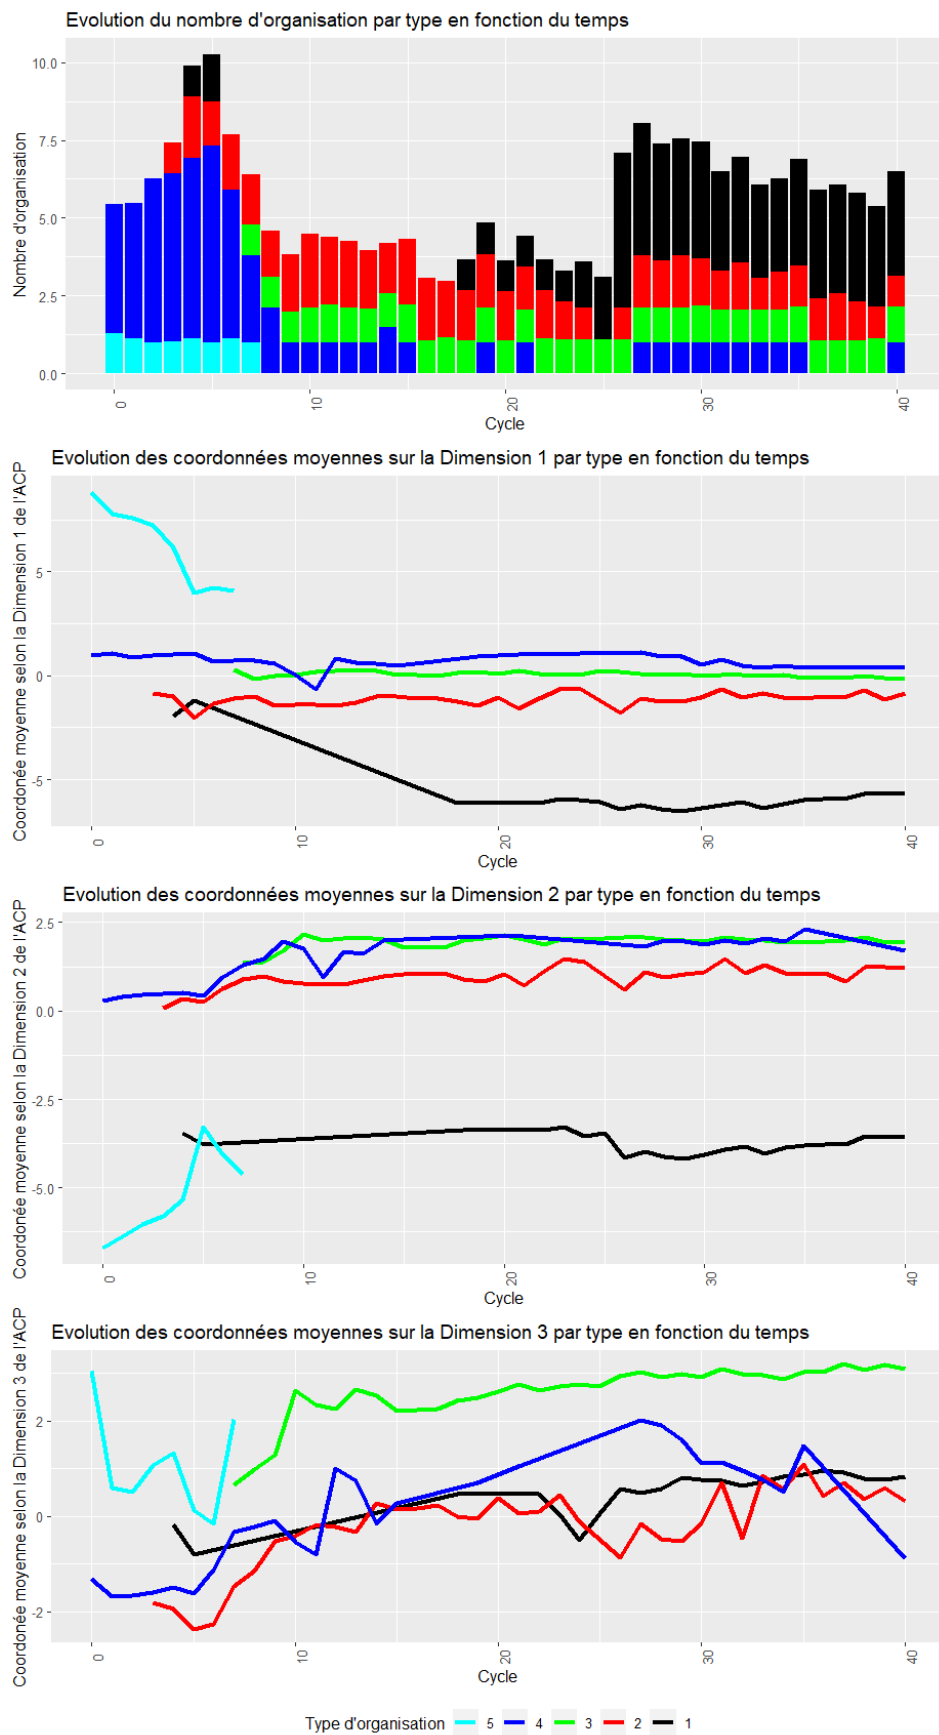 Evolution du nombre d'organisation par type en fonction du temps
Nombre d'organisation
10.0
7.5
5.0
2.5
0.0
0
10
20
30
40
Cycle
Evolution des coordonnées moyennes sur la Dimension 1 par type en fonction du temps
Coordonée moyenne selon la Dimension 1 de l'ACP
5
0
-5
0
10
20
30
40
Cycle
Evolution des coordonnées moyennes sur la Dimension 2 par type en fonction du temps
Coordonée moyenne selon la Dimension 2 de l'ACP
2.5
0.0
-2.5
-5.0
0
10
20
30
40
Cycle
Evolution des coordonnées moyennes sur la Dimension 3 par type en fonction du temps
Coordonée moyenne selon la Dimension 3 de l'ACP
2
0
-2
0
10
20
30
40
Cycle
Type d'organisation 5 4 3 2 1